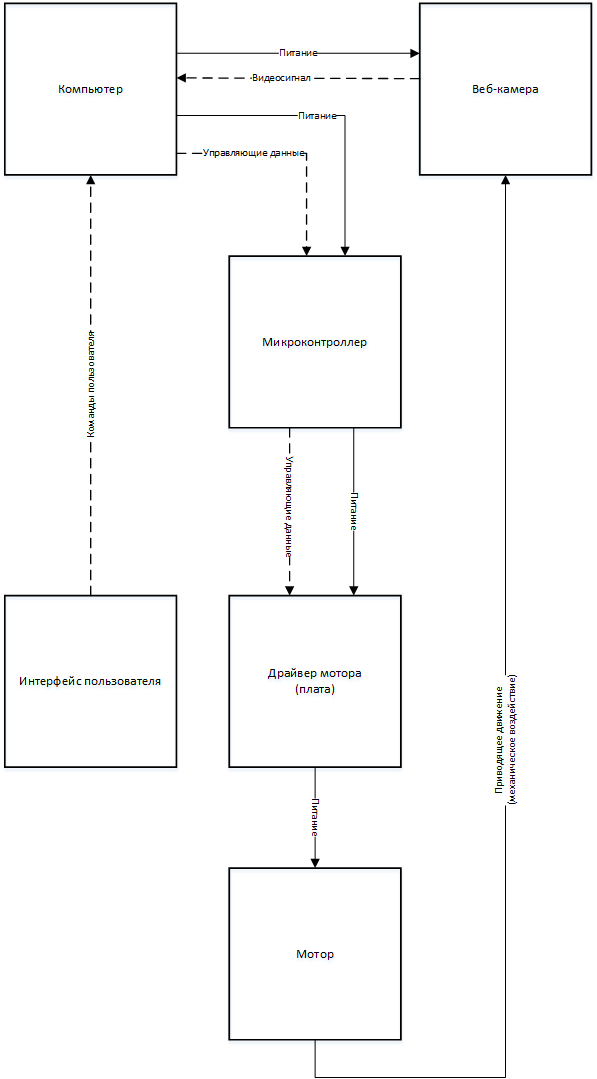 Питание
Компьютер
Видеосигнал
Веб-камера
Питание
Управляющие данные
Микроконтроллер
Команды пользователя
Управляющие данные
Питание
Интерфейс пользователя
Драйвер мотора
(плата)
Приводящее движение
(механическое воздействие)
Питание
Мотор